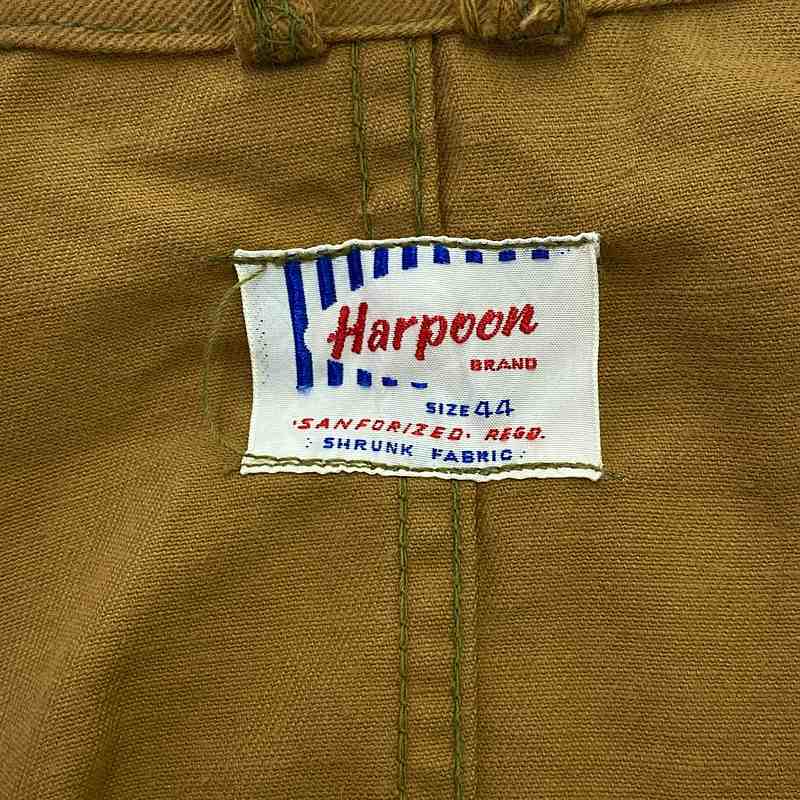 Harpoon
BRAND
SIZE 44
·SANFORIZED· REGD.
: SHRUNK FABRIC :